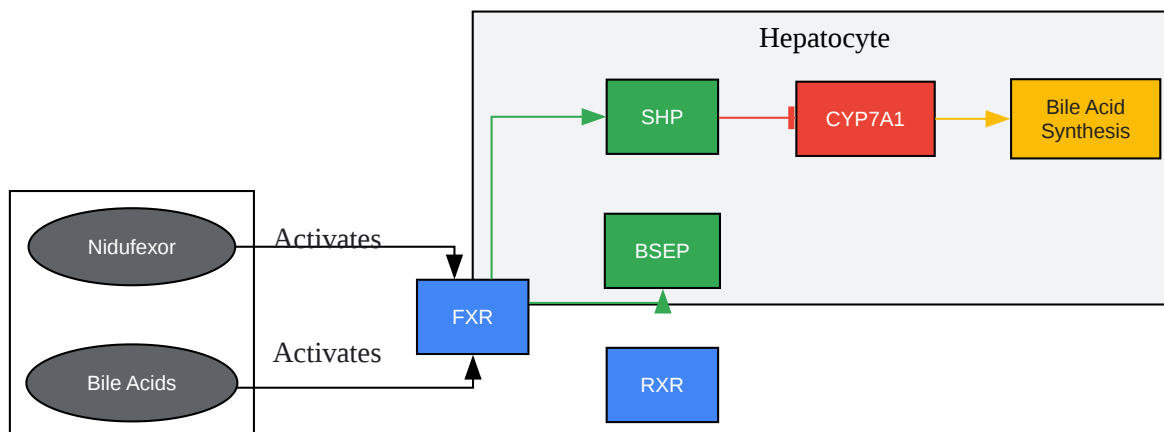 Hepatocyte
SHP
CYP7A1
Bile Acid
Synthesis
Nidufexor
Activates
BSEP
FXR
Activates
Bile Acids
RXR